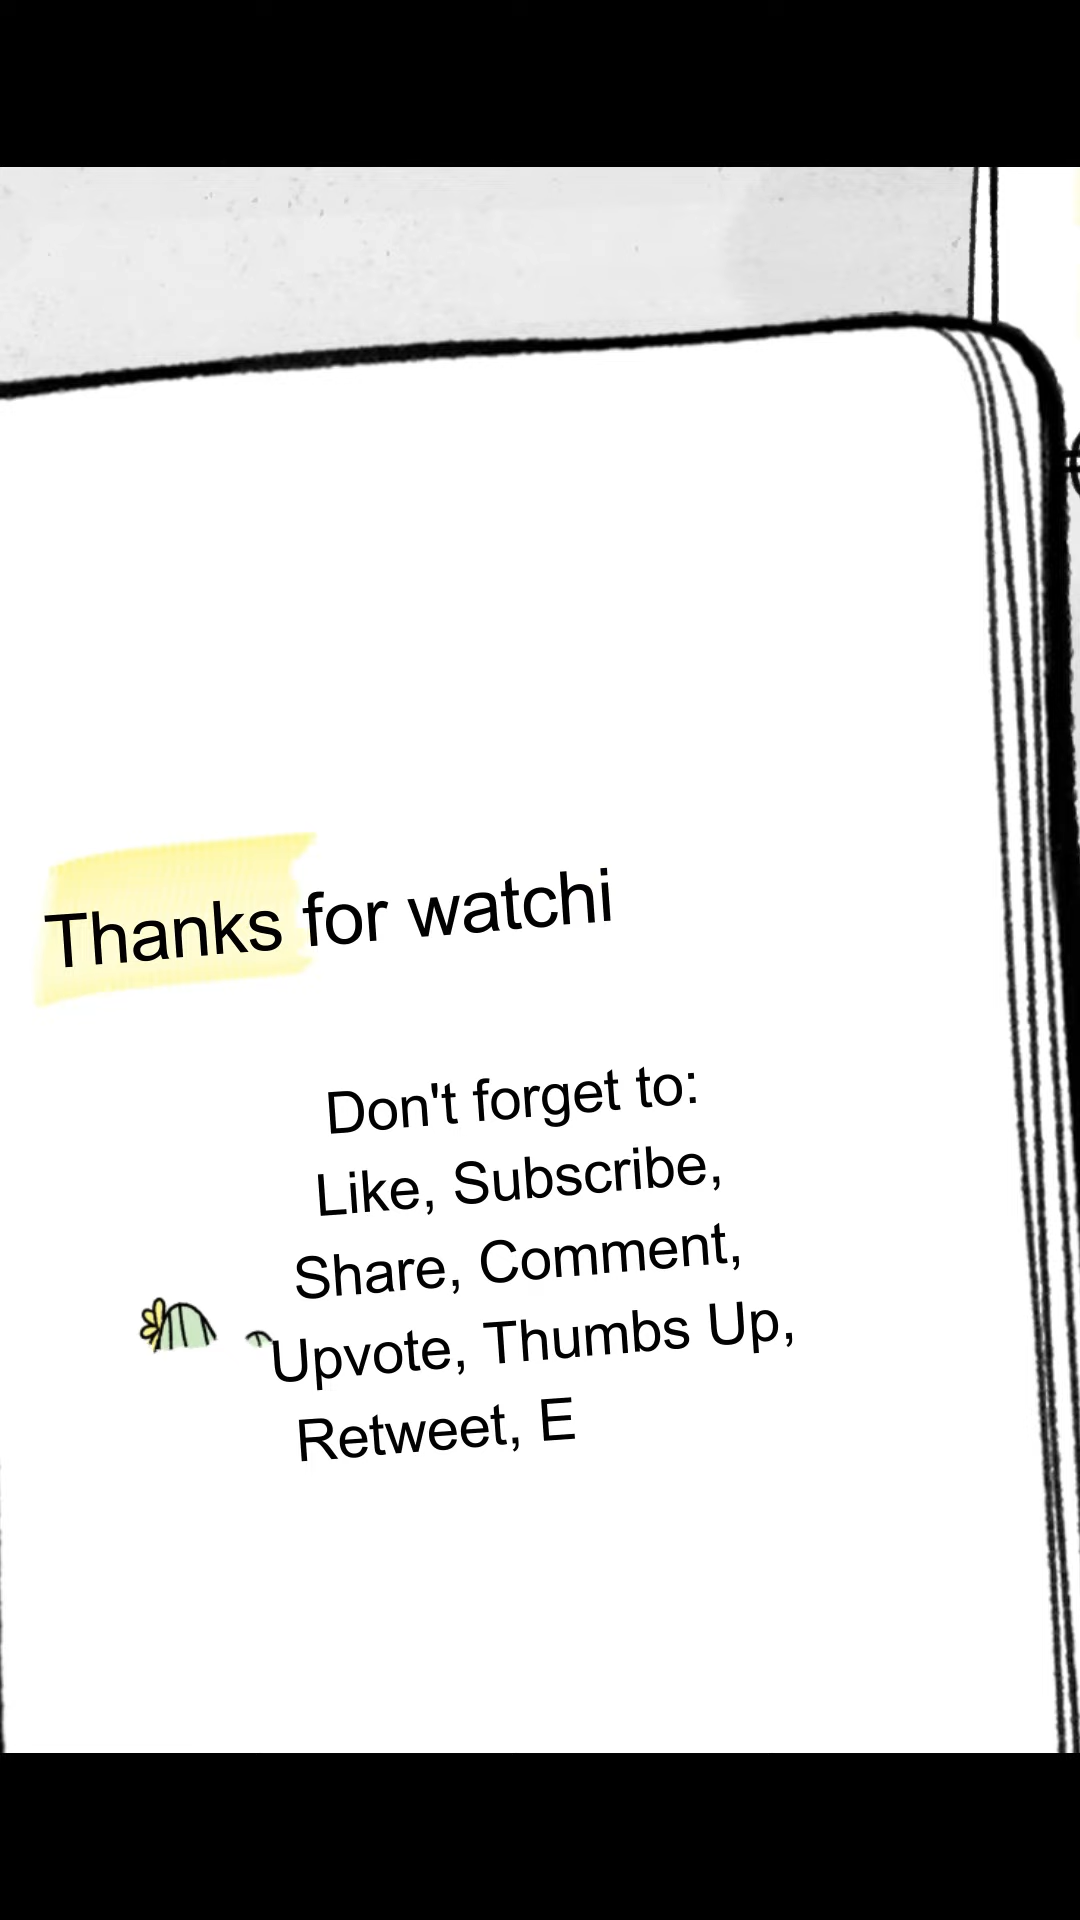 Thanks for watchi
Don't forget to:
Like, Subscribe,
Share, Comment,
Upvote, Thumbs Up,
Retweet, E